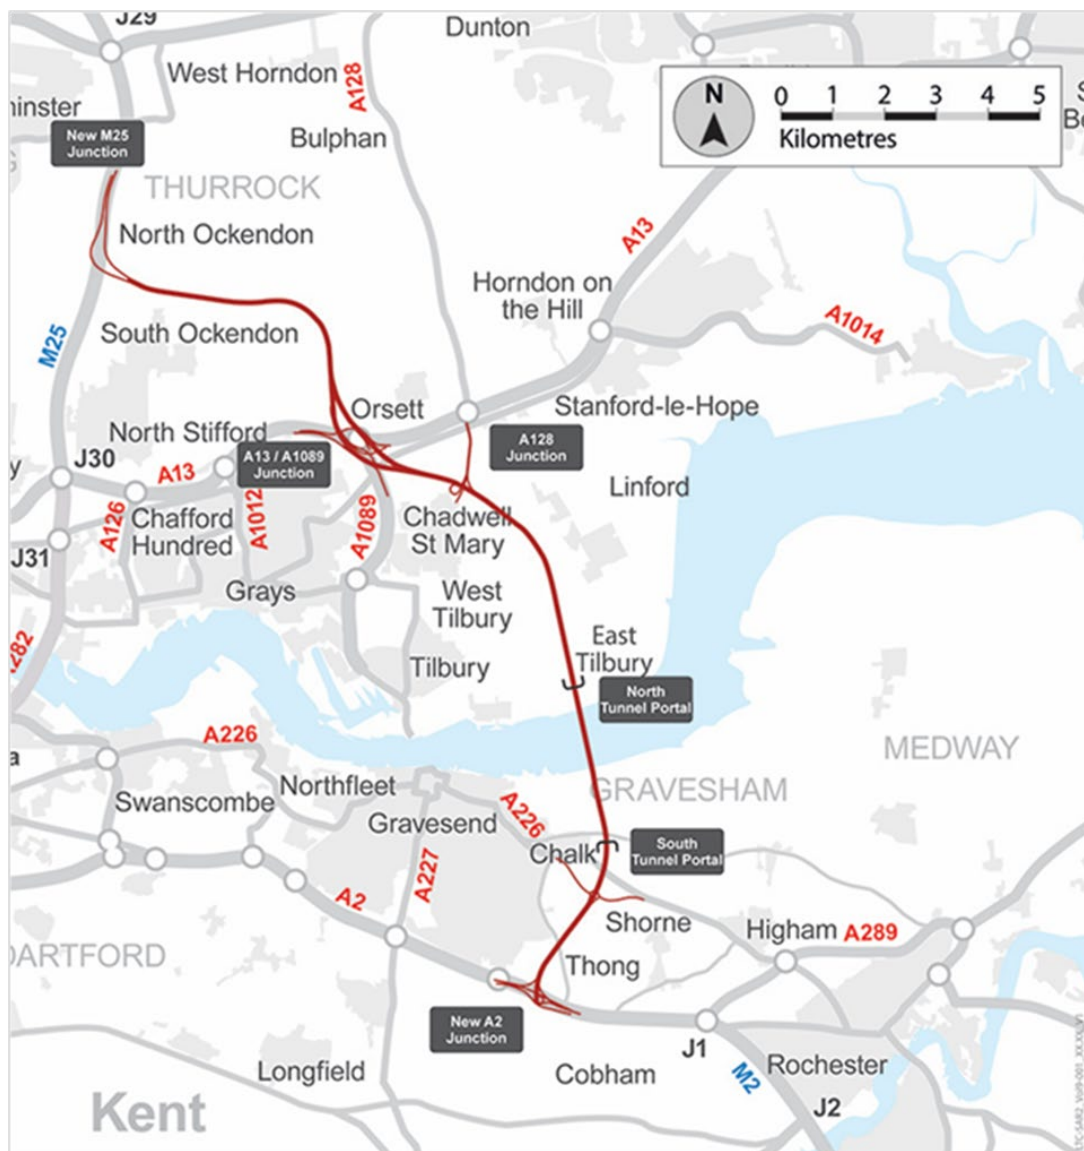 J29
Dunton
West Horndon
A128
N
0 1 2 3 4 5
Kilometres
New M25
Junction
Bulphan
THURROCK
North Ockendon
A13
Horndon on
the Hill
A1014
M25
South Ockendon
Orsett
Stanford-le-Hope
North Stifford
A128
Junction
A13 / A1089
Junction
J30
A13
Linford
A126
A1012
A1089
Chafford
Hundred
Chadwell
St Mary
J31
Grays
West
Tilbury
East
Tilbury
Tilbury
North
Tunnel Portal
A226
MEDWAY
Northfleet
GRAVESHAM
Swanscombe
A226
Gravesend
Chalk
South
Tunnel Portal
A227
A2
Shorne
Higham
A289
Thong
New A2
Junction
J1
Longfield
Cobham
M2
Rochester
Kent
J2